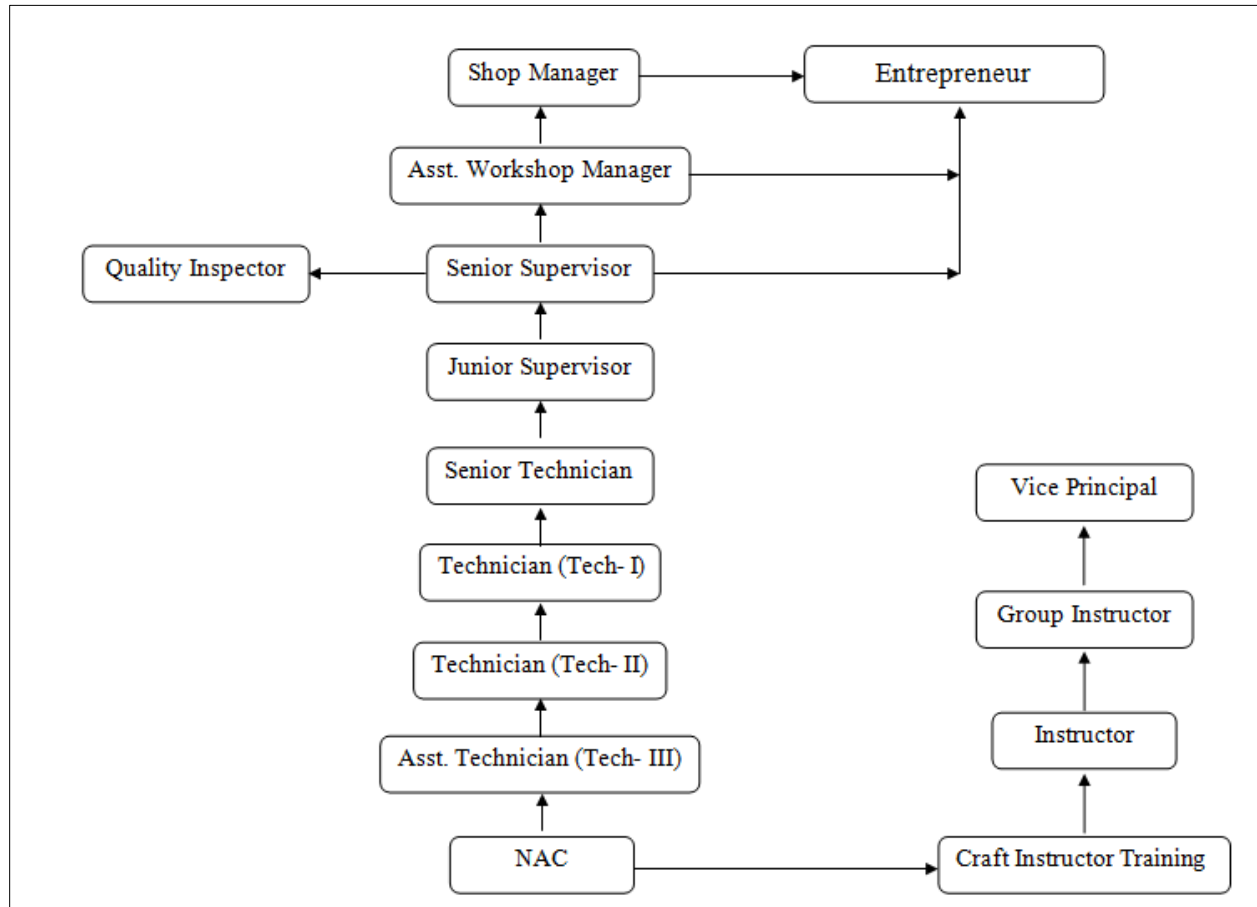 Shop Manager
Entrepreneur
Asst. Workshop Manager
Quality Inspector
Senior Supervisor
Junior Supervisor
Senior Technician
Vice Principal
Technician (Tech- I)
Group Instructor
Technician (Tech- II)
Instructor
Asst. Technician (Tech- III)
NAC
Craft Instructor Training